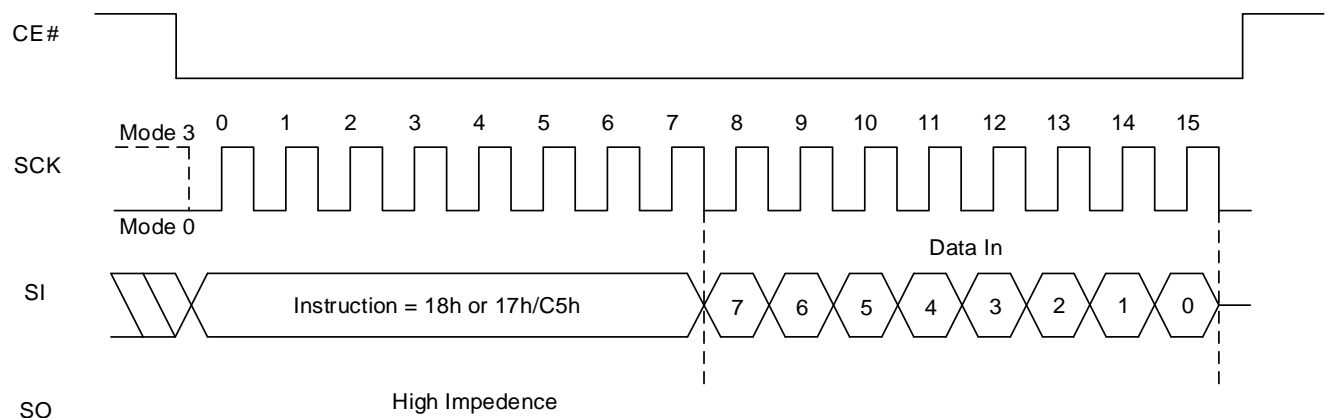 CE#
0 1 2 3 4 5 6 7 8 9 10 11 12 13 14 15
Mode 3
SCK
Mode 0
Data In
SI
Instruction = 18h or 17h/C5h
7 6 5 4 3 2 1 0
High Impedence
SO